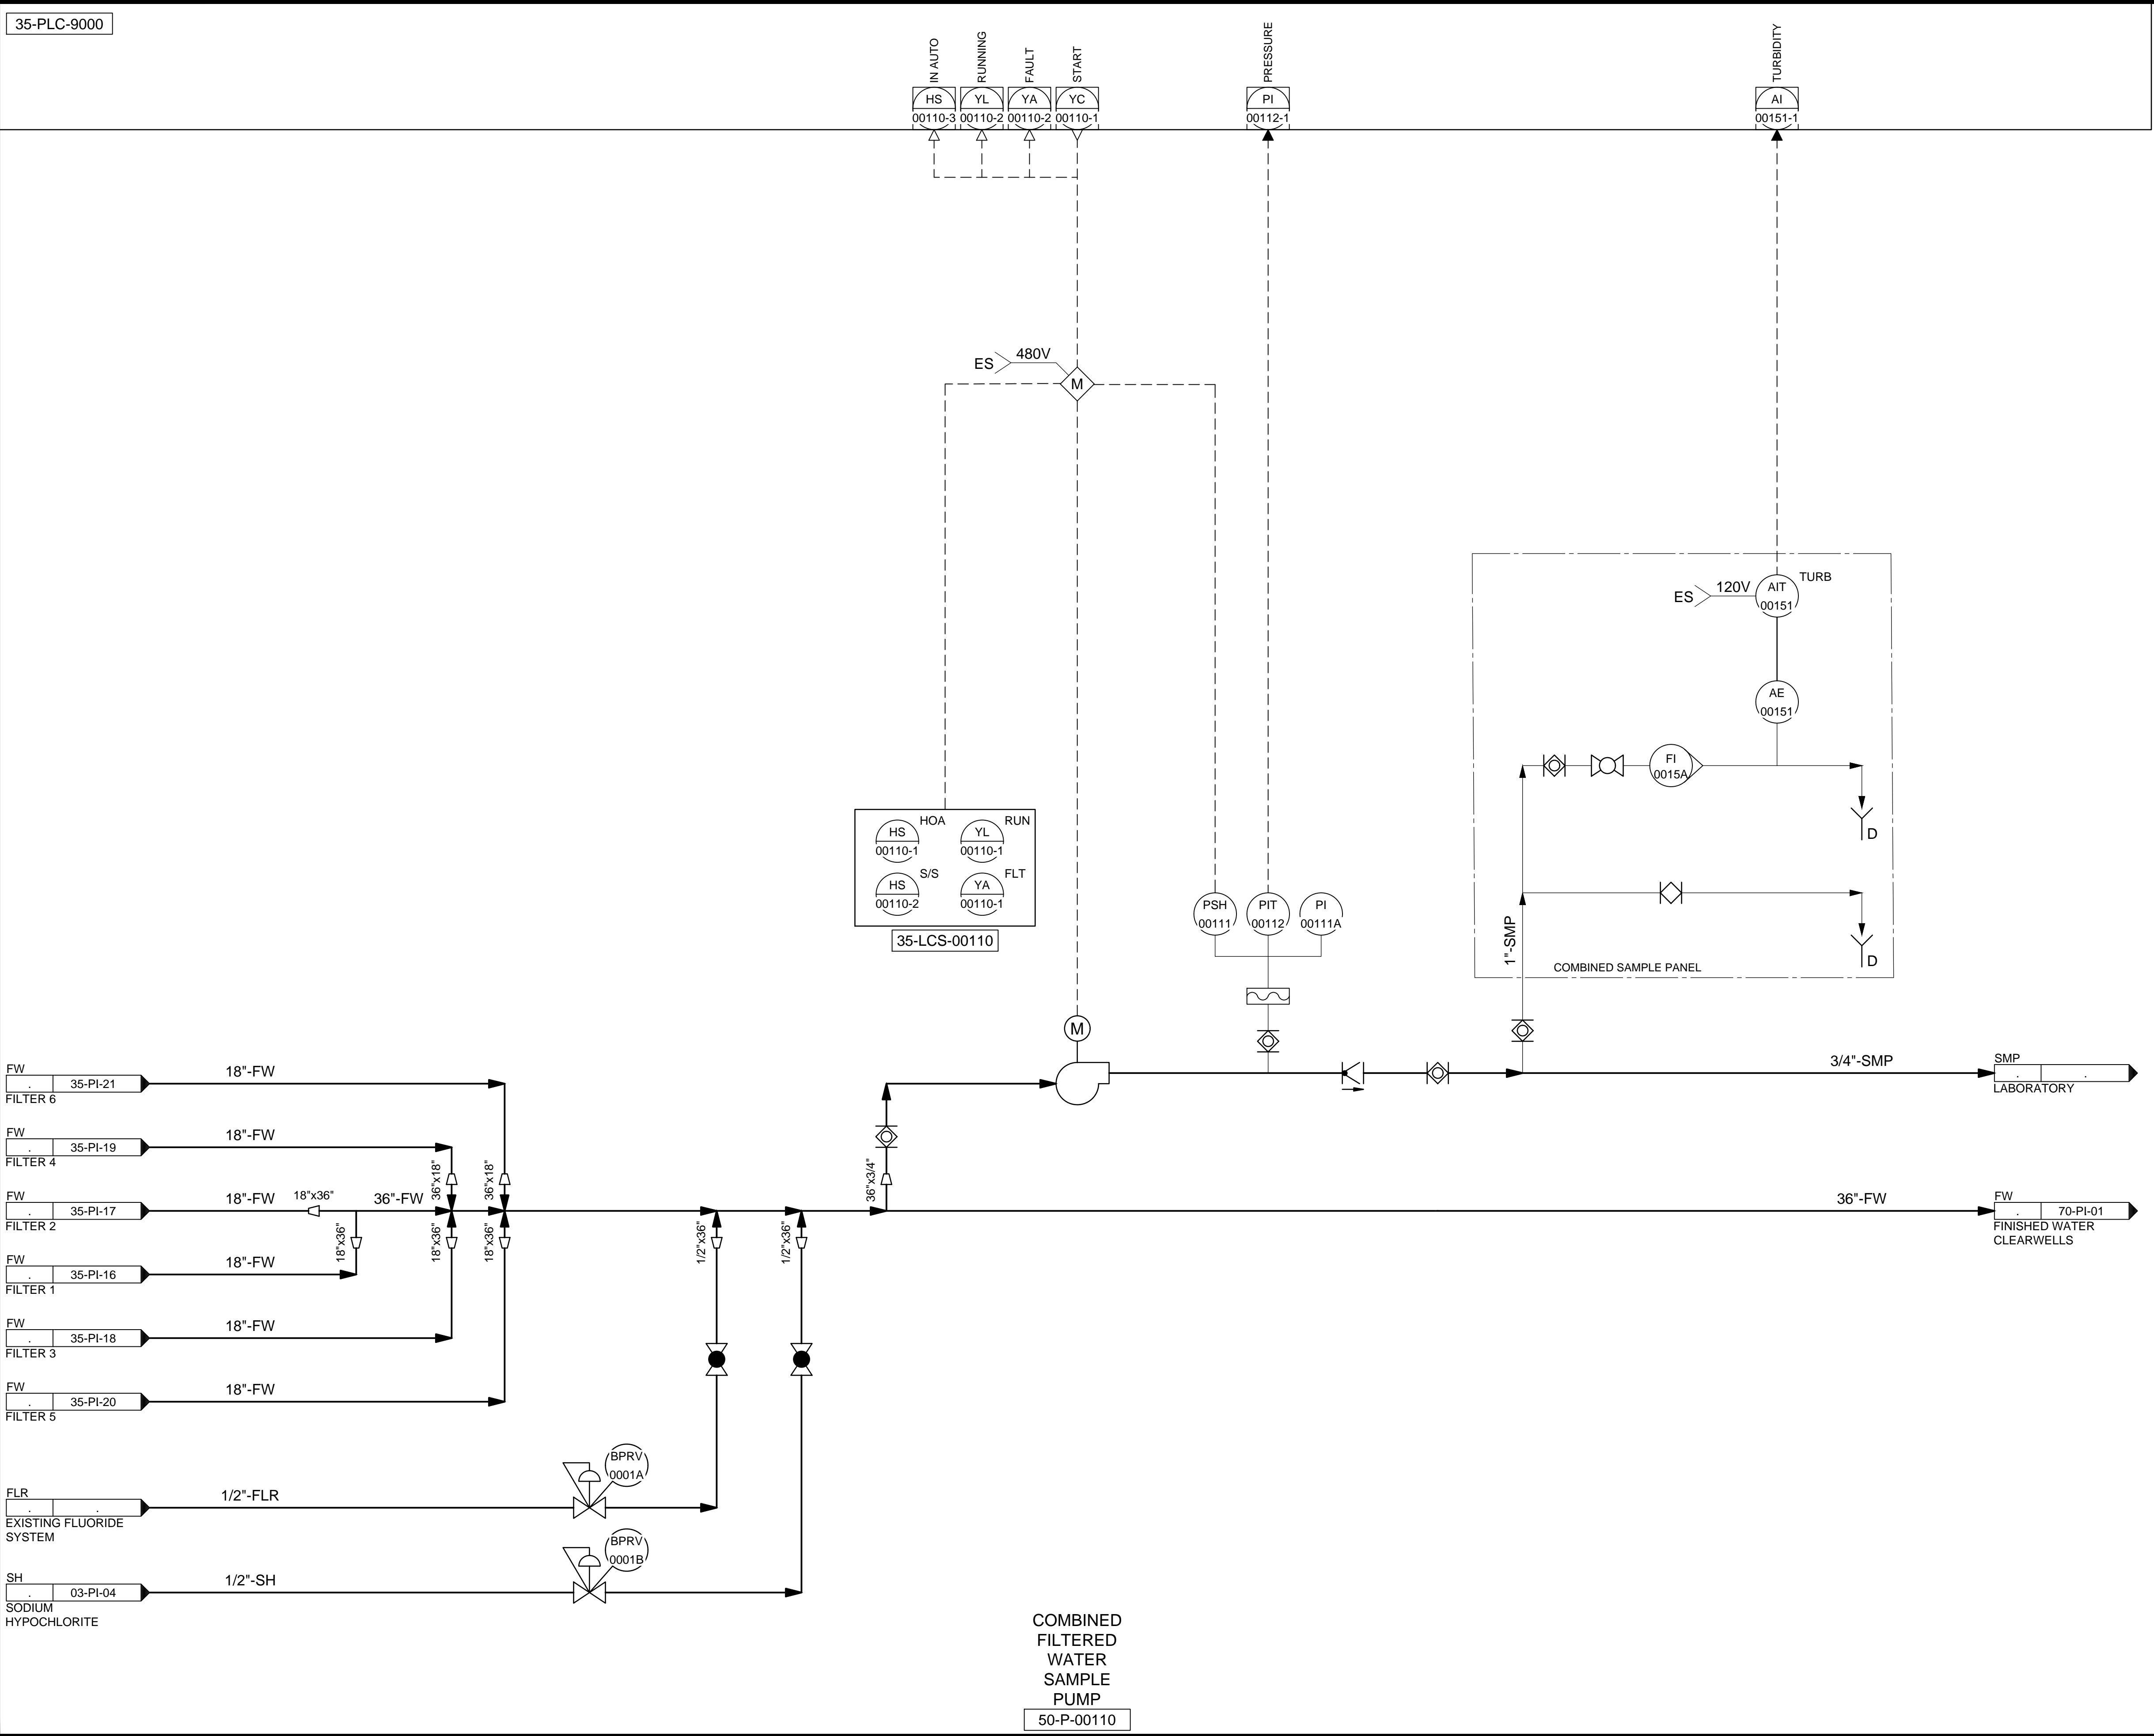 35-PLC-9000
IN AUTO
RUNNING
FAULT
START
PRESSURE
TURBIDITY
HS
00110-3
YL
00110-2
YA
00110-2
YC
00110-1
PI
00112-1
AI
00151-1
ES
480V
M
ES
120V
AIT
00151
TURB
AE
00151
FI
0015A
D
D
1"-SMP
COMBINED SAMPLE PANEL
HS
00110-1
HOA
YL
00110-1
RUN
HS
00110-2
S/S
YA
00110-1
FLT
35-LCS-00110
PSH
00111
PIT
00112
PI
00111A
M
FW
. 35-PI-21
FILTER 6
18"-FW
3/4"-SMP
SMP
. .
LABORATORY
FW
. 35-PI-19
FILTER 4
18"-FW
36"x18"
36"x18"
36"x3/4"
FW
. 35-PI-17
FILTER 2
18"-FW
18"x36"
36"-FW
36"-FW
FW
. 70-PI-01
FINISHED WATER
CLEARWELLS
18"x36"
18"x36"
18"x36"
1/2"x36"
1/2"x36"
FW
. 35-PI-16
FILTER 1
18"-FW
FW
. 35-PI-18
FILTER 3
18"-FW
FW
. 35-PI-20
FILTER 5
18"-FW
FLR
. .
EXISTING FLUORIDE
SYSTEM
1/2"-FLR
BPRV
0001A
SH
. 03-PI-04
SODIUM
HYPOCHLORITE
1/2"-SH
BPRV
0001B
COMBINED
FILTERED
WATER
SAMPLE
PUMP
50-P-00110